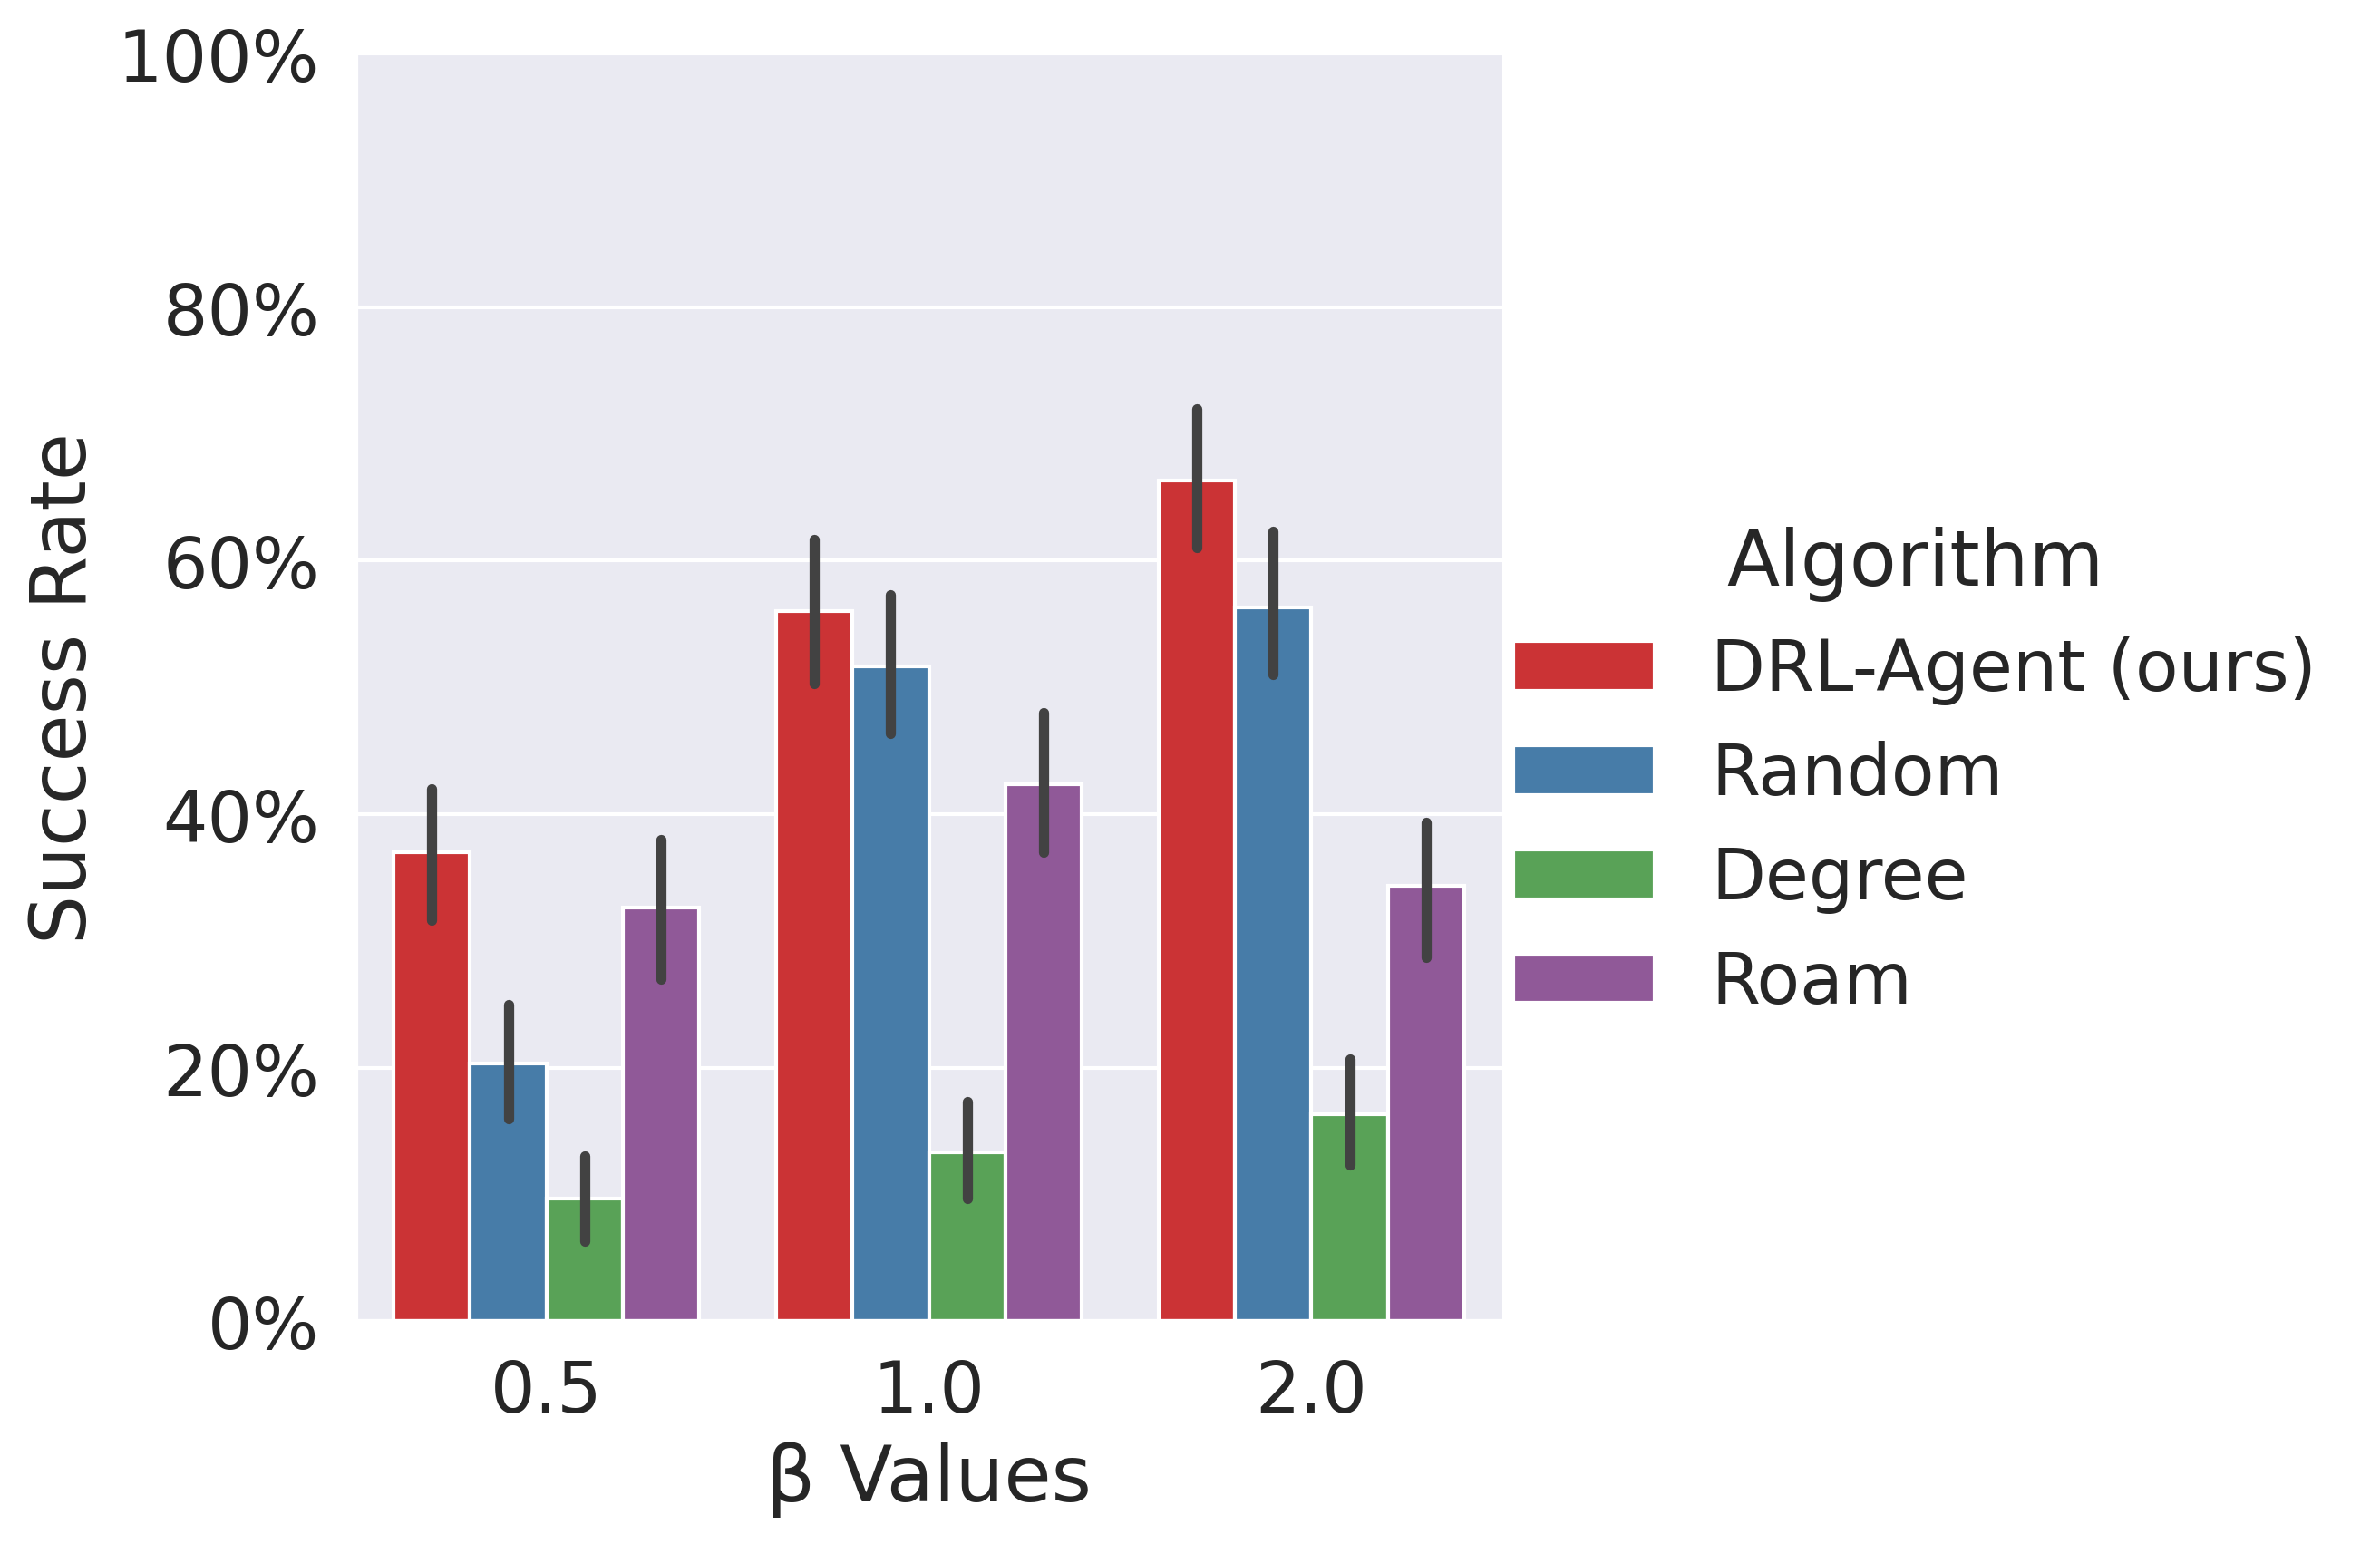 100%
80%
60%
40%
20%
0%
Success Rate
0.5
1.0
2.0
β Values
Algorithm
DRL-Agent (ours)
Random
Degree
Roam